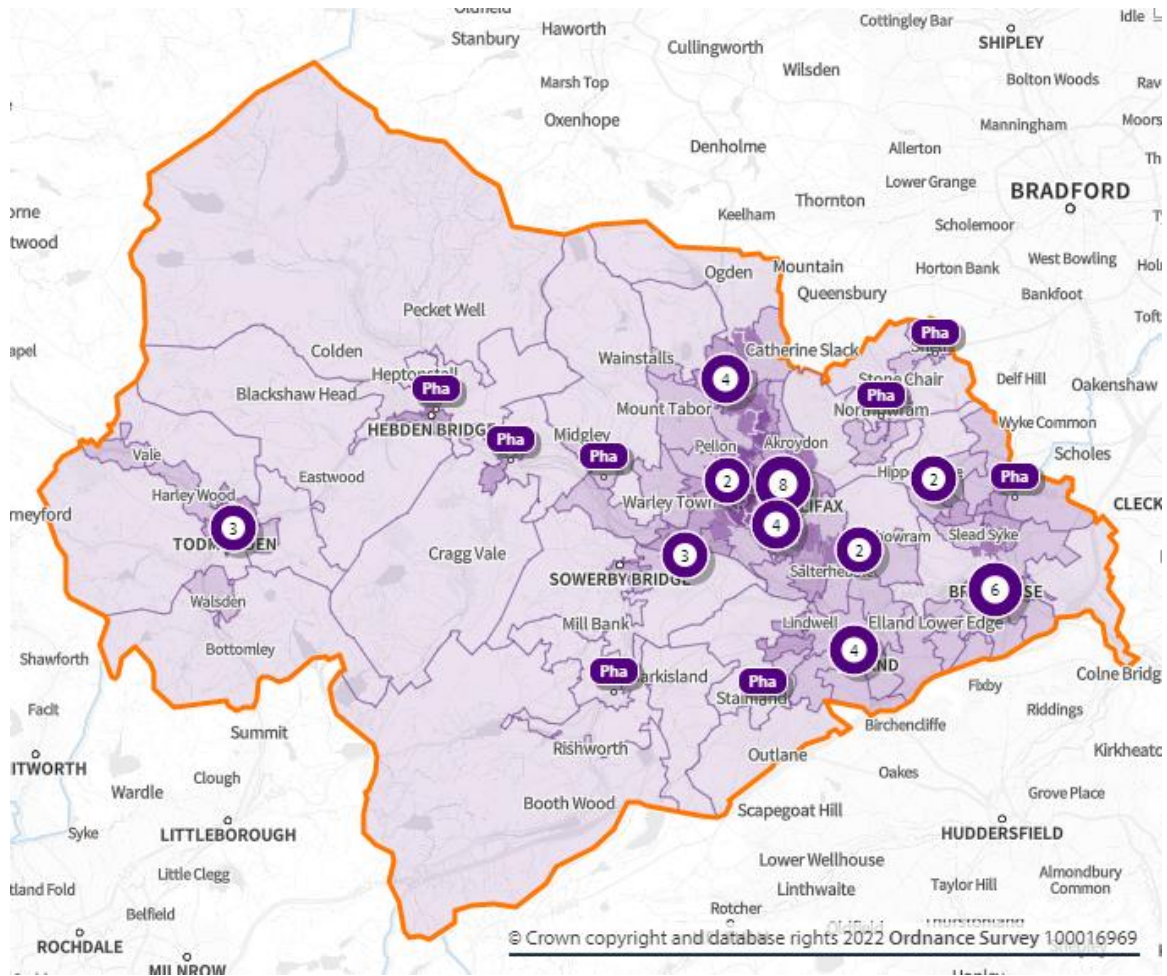 Stanbury
Haworth
Cottingley Bar
Idle
SHIPLEY
Cullingworth
Wilsden
Marsh Top
Bolton Woods
Oxenhope
Manningham
Denholme
Allerton
Lower Grange
Thornton
BRADFORD
Keelham
Scholemoor
West Bowling
Ogden
Mountain
Horton Bank
Queensbury
Bankfoot
Pecket Well
Pha
Colden
Wainstalls
Catherine Slack
Heptonstall
Stone Chair
Delf Hill
Oakenshaw
4
Pha
Blackshaw Head
Pha
Mount Tabor
Northowram
Wyke Common
HEBDEN BRIDGE
Pha
Midgley
Pellon
Akroydon
Scholes
Vale
Pha
Eastwood
2
8
2
Pha
Harley Wood
Warley Town
CLECK
3
4
Slead Syke
TODMORDEN
Cragg Vale
3
2
SOWERBY BRIDGE
6
Walsden
Mill Bank
Lindwell
Elland Lower Edge
Bottomley
4
Shawforth
Pha
Pha
Colne Bridg
Stainland
Fixby
Facit
Riddings
Birchencliffe
Summit
Rishworth
Outlane
Clough
Oakes
Wardle
Grove Place
Booth Wood
Scapegoat Hill
Syke
LITTLEBOROUGH
HUDDERSFIELD
Lower Wellhouse
Little Clegg
Linthwaite
Taylor Hill
Almondbury
Common
Belfield
Rotcher
ROCHDALE
© Crown copyright and database rights 2022 Ordnance Survey 100016969
MILNROW